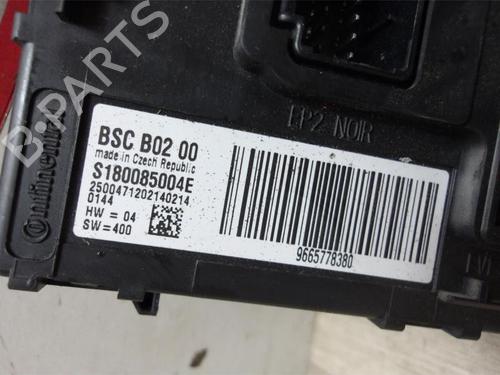 B-PARTS
EP2 NOIR
Continental
BSC B02 00
made in Czech Republic
S180085004E
2500471202140214
0144
HW = 04
SW=400
9665778380